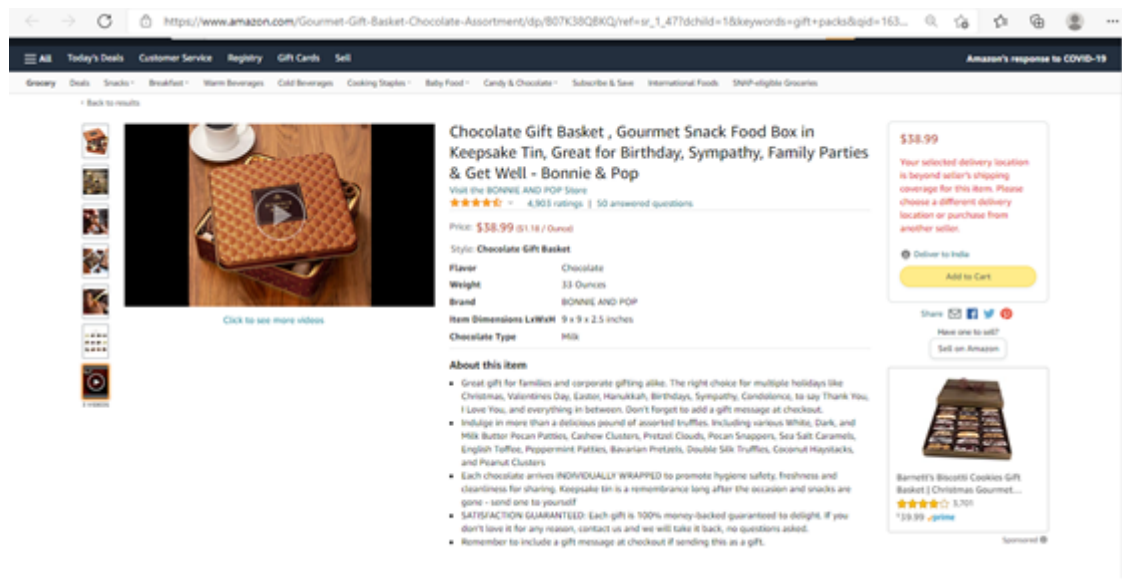 https://www.amazon.com/Gourmet-Gift-Basket-Chocolate-Assortment/dp/B07K38QBKQ/ref=sr_1_47?dchild=1&keywords=gift+packs&qid=163...
All Today's Deals Customer Service Registry Gift Cards Sell Amazon's response to COVID-19
Grocery Deals Snacks Breakfast Warm Beverages Cold Beverages Cooking Staples Baby Food Candy & Chocolate Subscribe & Save International Foods SNAP-eligible Groceries
‹ Back to results
Chocolate Gift Basket , Gourmet Snack Food Box in
Keepsake Tin, Great for Birthday, Sympathy, Family Parties
& Get Well - Bonnie & Pop
Visit the BONNIE AND POP Store
4,903 ratings | 50 answered questions
Price: $38.99 ($1.18 / Ounce)
Style: Chocolate Gift Basket
Flavor Chocolate
Weight 33 Ounces
Brand BONNIE AND POP
Item Dimensions LxWxH 9 x 9 x 2.5 inches
Chocolate Type Milk
Click to see more videos
About this item
Great gift for families and corporate gifting alike. The right choice for multiple holidays like
Christmas, Valentines Day, Easter, Hanukkah, Birthdays, Sympathy, Condolence, to say Thank You,
I Love You, and everything in between. Don't forget to add a gift message at checkout.
Indulge in more than a delicious pound of assorted truffles. Including various White, Dark, and
Milk Butter Pecan Patties, Cashew Clusters, Pretzel Clouds, Pecan Snappers, Sea Salt Caramels,
English Toffee, Peppermint Patties, Bavarian Pretzels, Double Silk Truffles, Coconut Haystacks,
and Peanut Clusters
Each chocolate arrives INDIVIDUALLY WRAPPED to promote hygiene safety, freshness and
cleantiness for sharing. Keepsake tin is a remembrance long after the occasion and snacks are
gone - send one to yourself
SATISFACTION GUARANTEED: Each gift is 100% money-backed guaranteed to delight. If you
don't love it for any reason, contact us and we will take it back, no questions asked.
Remember to include a gift message at checkout if sending this as a gift.
$38.99
Your selected delivery location
is beyond seller's shipping
coverage for this item. Please
choose a different delivery
location or purchase from
another seller.
Deliver to India
Add to Cart
Share
Have one to sell?
Sell on Amazon
Barnett's Biscotti Cookies Gift
Basket | Christmas Gourmet...
3,701
prime
Sponsored